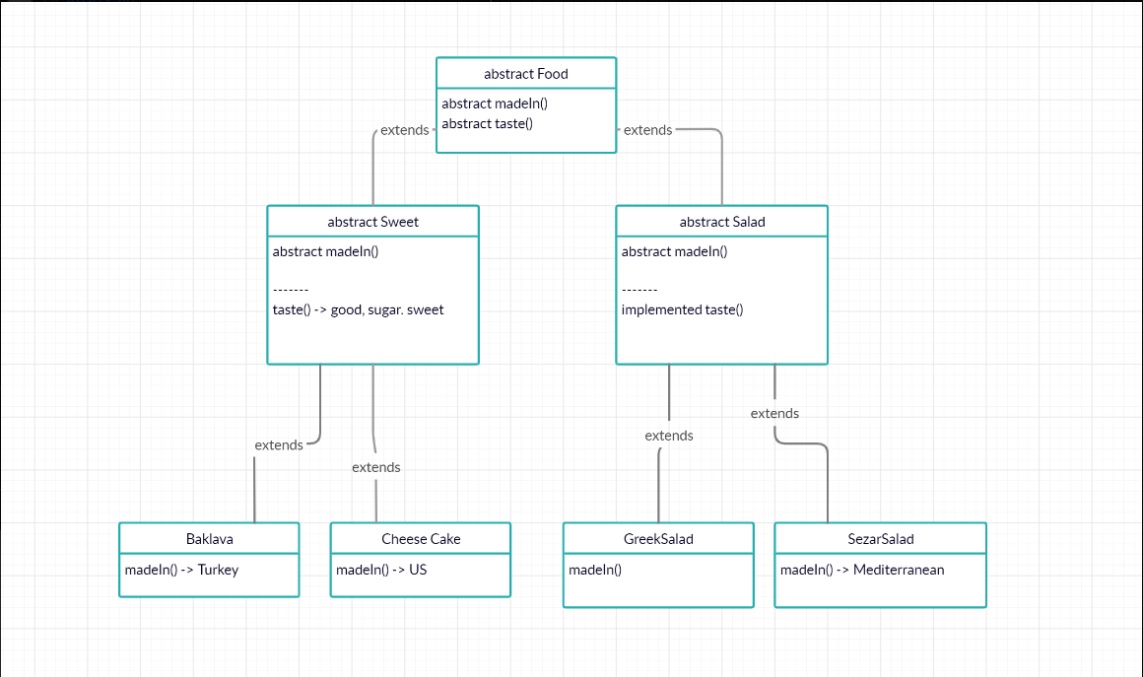 abstract Food
abstract madeIn()
abstract taste()
extends
extends
abstract Sweet
abstract madeIn()
-------
taste() -> good, sugar. sweet
abstract Salad
abstract madeIn()
-------
implemented taste()
extends
extends
extends
extends
Baklava
madeIn() -> Turkey
Cheese Cake
madeIn() -> US
GreekSalad
madeIn()
SezarSalad
madeIn() -> Mediterranean